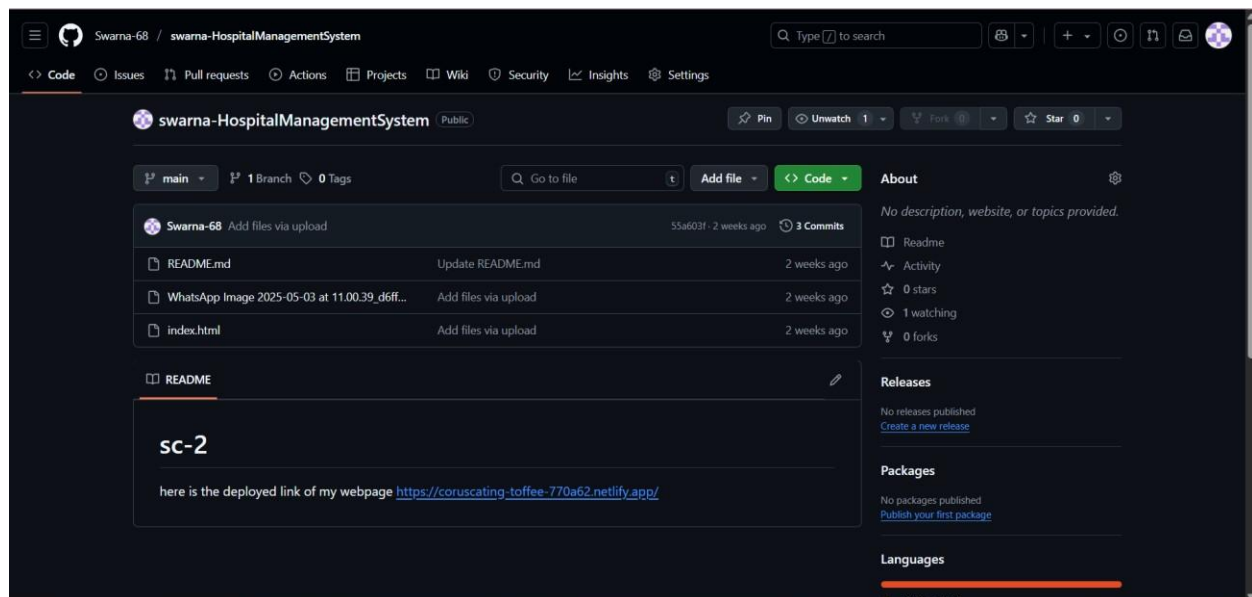 Swarna-68 / swarna-HospitalManagementSystem
Type / to search
Code Issues Pull requests Actions Projects Wiki Security Insights Settings
swarna-HospitalManagementSystem Public
Pin Unwatch 1 Fork 0 Star 0
main 1 Branch 0 Tags
Go to file t Add file Code
Swarna-68 Add files via upload 55a603f · 2 weeks ago 3 Commits
README.md Update README.md 2 weeks ago
WhatsApp Image 2025-05-03 at 11.00.39_d6ff... Add files via upload 2 weeks ago
index.html Add files via upload 2 weeks ago
README
sc-2
here is the deployed link of my webpage https://coruscating-toffee-770a62.netlify.app/
About
No description, website, or topics provided.
Readme
Activity
0 stars
1 watching
0 forks
Releases
No releases published
Create a new release
Packages
No packages published
Publish your first package
Languages